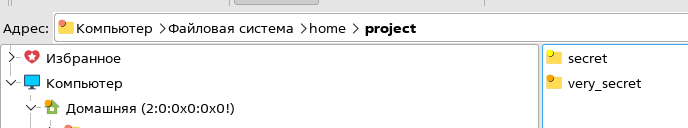 Адрес: Компьютер >Файловая система >home > project
Избранное
Компьютер
Домашняя (2:0:0x0:0x0!)
secret
very_secret